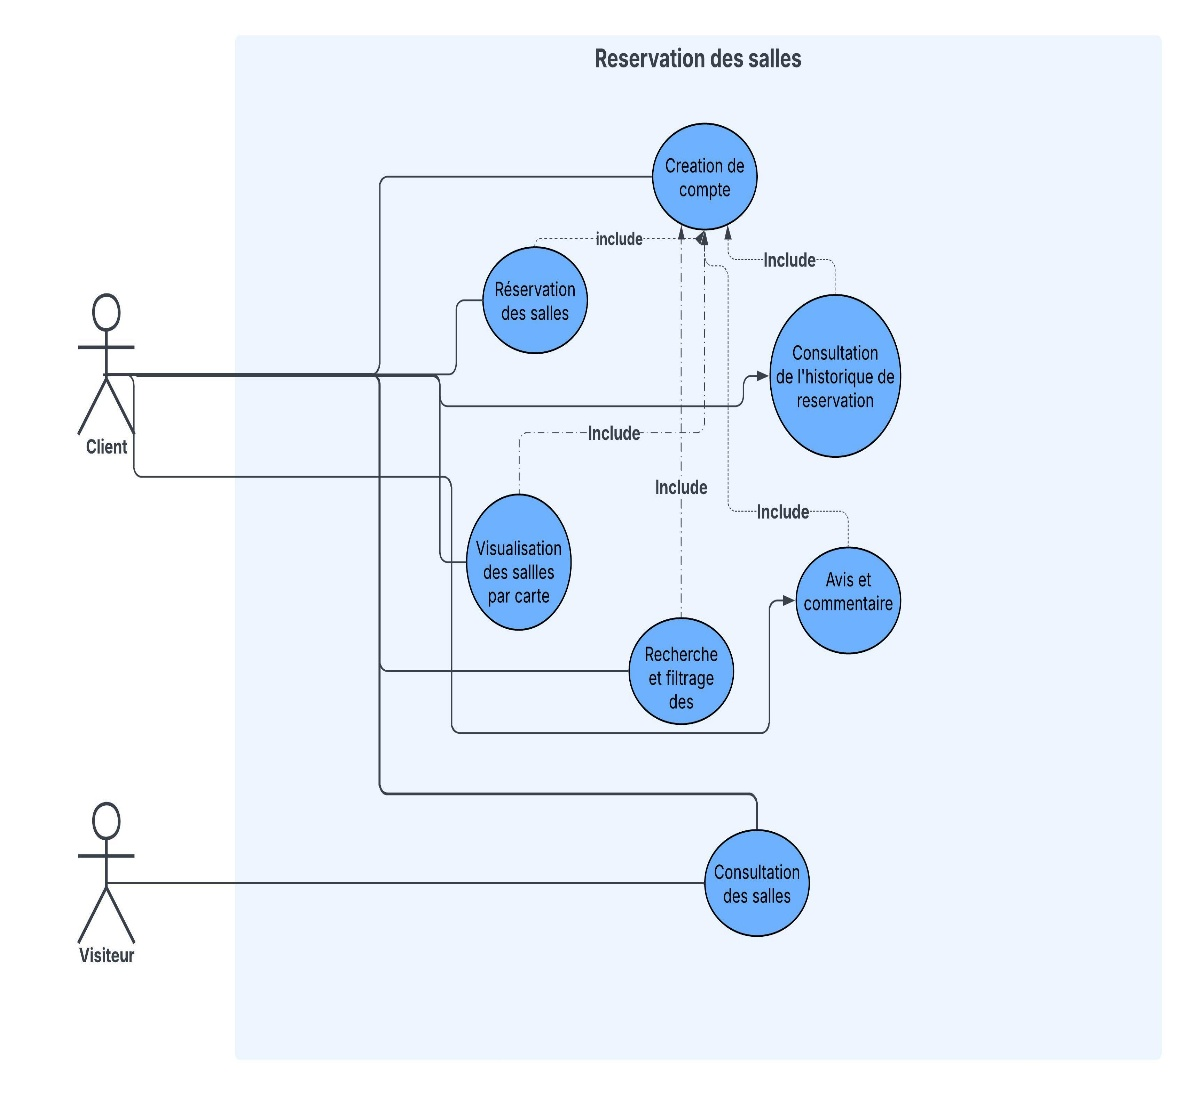 Reservation des salles
Creation de
compte
include
Include
Réservation
des salles
Consultation
de l'historique de
reservation
Client
Include
Include
Include
Visualisation
des sallles
par carte
Avis et
commentaire
Recherche
et filtrage
des
Consultation
des salles
Visiteur